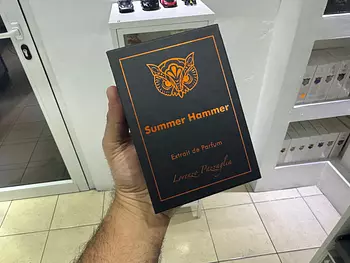 Summer Hammer
Extrait de Parfum
Lorenzo Pazzaglia